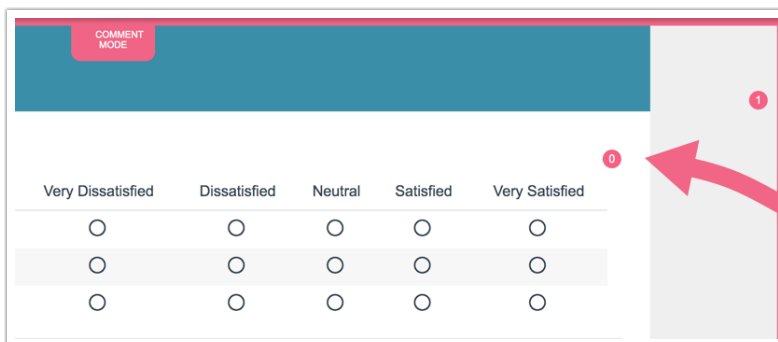 COMMENT
MODE
1
0
Very Dissatisfied Dissatisfied Neutral Satisfied Very Satisfied